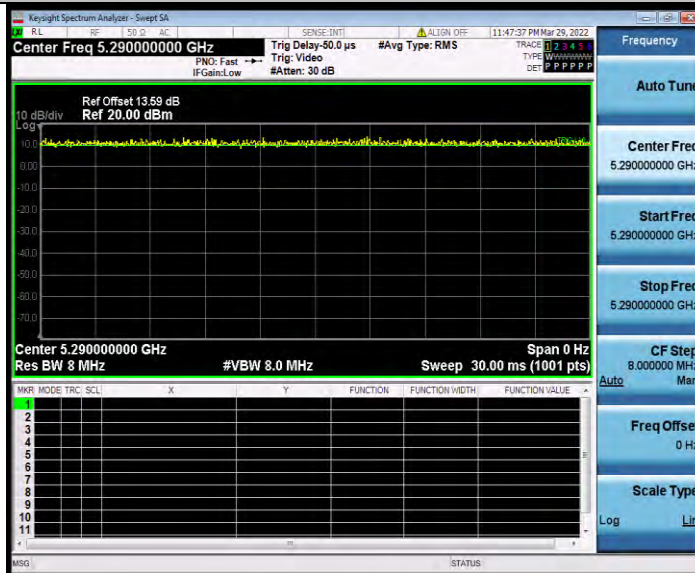 Keysight Spectrum Analyzer - Swept SA
RL RF 50 Ω AC SENSE:INT ALIGN OFF 11:47:37 PM Mar 29, 2022
Center Freq 5.290000000 GHz
PNO: Fast
IFGain:Low
Trig Delay-50.0 µs
Trig: Video
#Atten: 30 dB
#Avg Type: RMS
TRACE 1 2 3 4 5 6
TYPE W
DET P P P P P P
Frequency
Ref Offset 13.59 dB
10 dB/div Ref 20.00 dBm
Log
10.0
0.00
-10.0
-20.0
-30.0
-40.0
-50.0
-60.0
-70.0
Center 5.290000000 GHz Span 0 Hz
Res BW 8 MHz #VBW 8.0 MHz Sweep 30.00 ms (1001 pts)
MKR MODE TRC SCL X Y FUNCTION FUNCTION WIDTH FUNCTION VALUE
1
2
3
4
5
6
7
8
9
10
11
MSG STATUS
Auto Tune
Center Freq
5.290000000 GHz
Start Freq
5.290000000 GHz
Stop Freq
5.290000000 GHz
CF Step
8.000000 MHz
Auto Man
Freq Offset
0 Hz
Scale Type
Log Lin